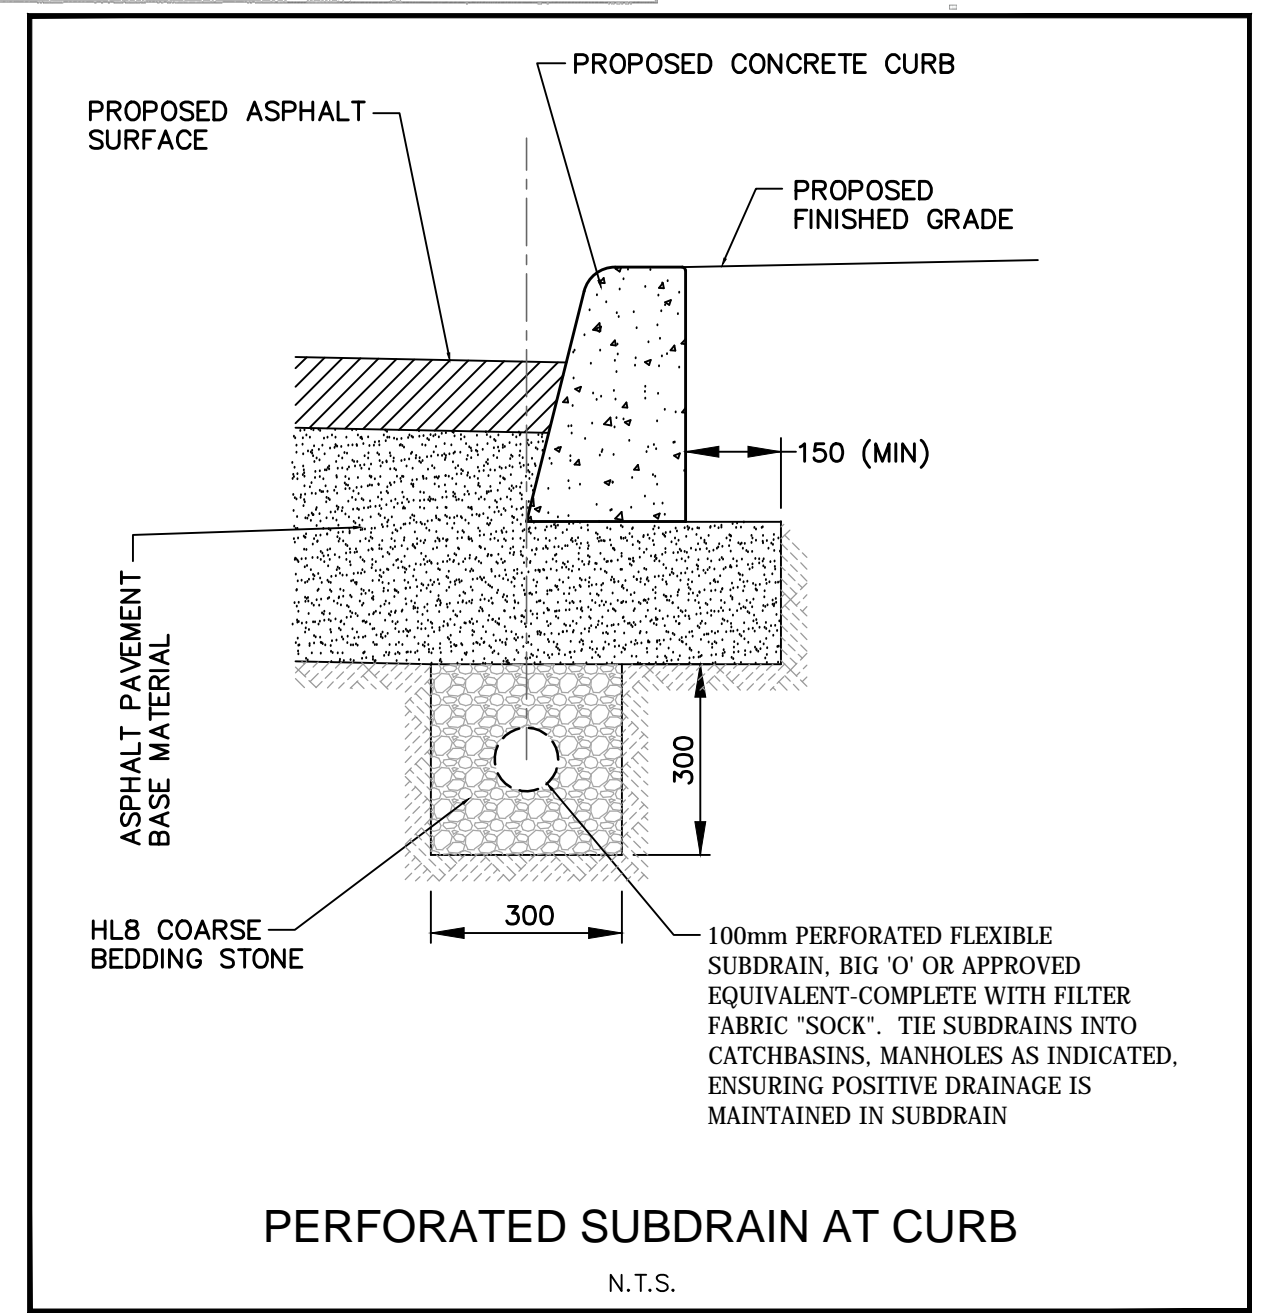 PROPOSED CONCRETE CURB
PROPOSED ASPHALT
SURFACE
PROPOSED
FINISHED GRADE
150 (MIN)
ASPHALT PAVEMENT
BASE MATERIAL
300
300
HL8 COARSE
BEDDING STONE
100mm PERFORATED FLEXIBLE
SUBDRAIN, BIG 'O' OR APPROVED
EQUIVALENT-COMPLETE WITH FILTER
FABRIC "SOCK".  TIE SUBDRAINS INTO
CATCHBASINS, MANHOLES AS INDICATED,
ENSURING POSITIVE DRAINAGE IS
MAINTAINED IN SUBDRAIN
PERFORATED SUBDRAIN AT CURB
N.T.S.